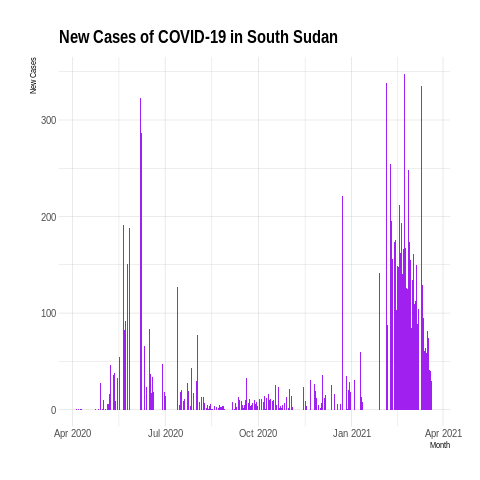 New Cases of COVID-19 in South Sudan
New Cases
300
200
100
0
Apr 2020 Jul 2020 Oct 2020 Jan 2021 Apr 2021
Month